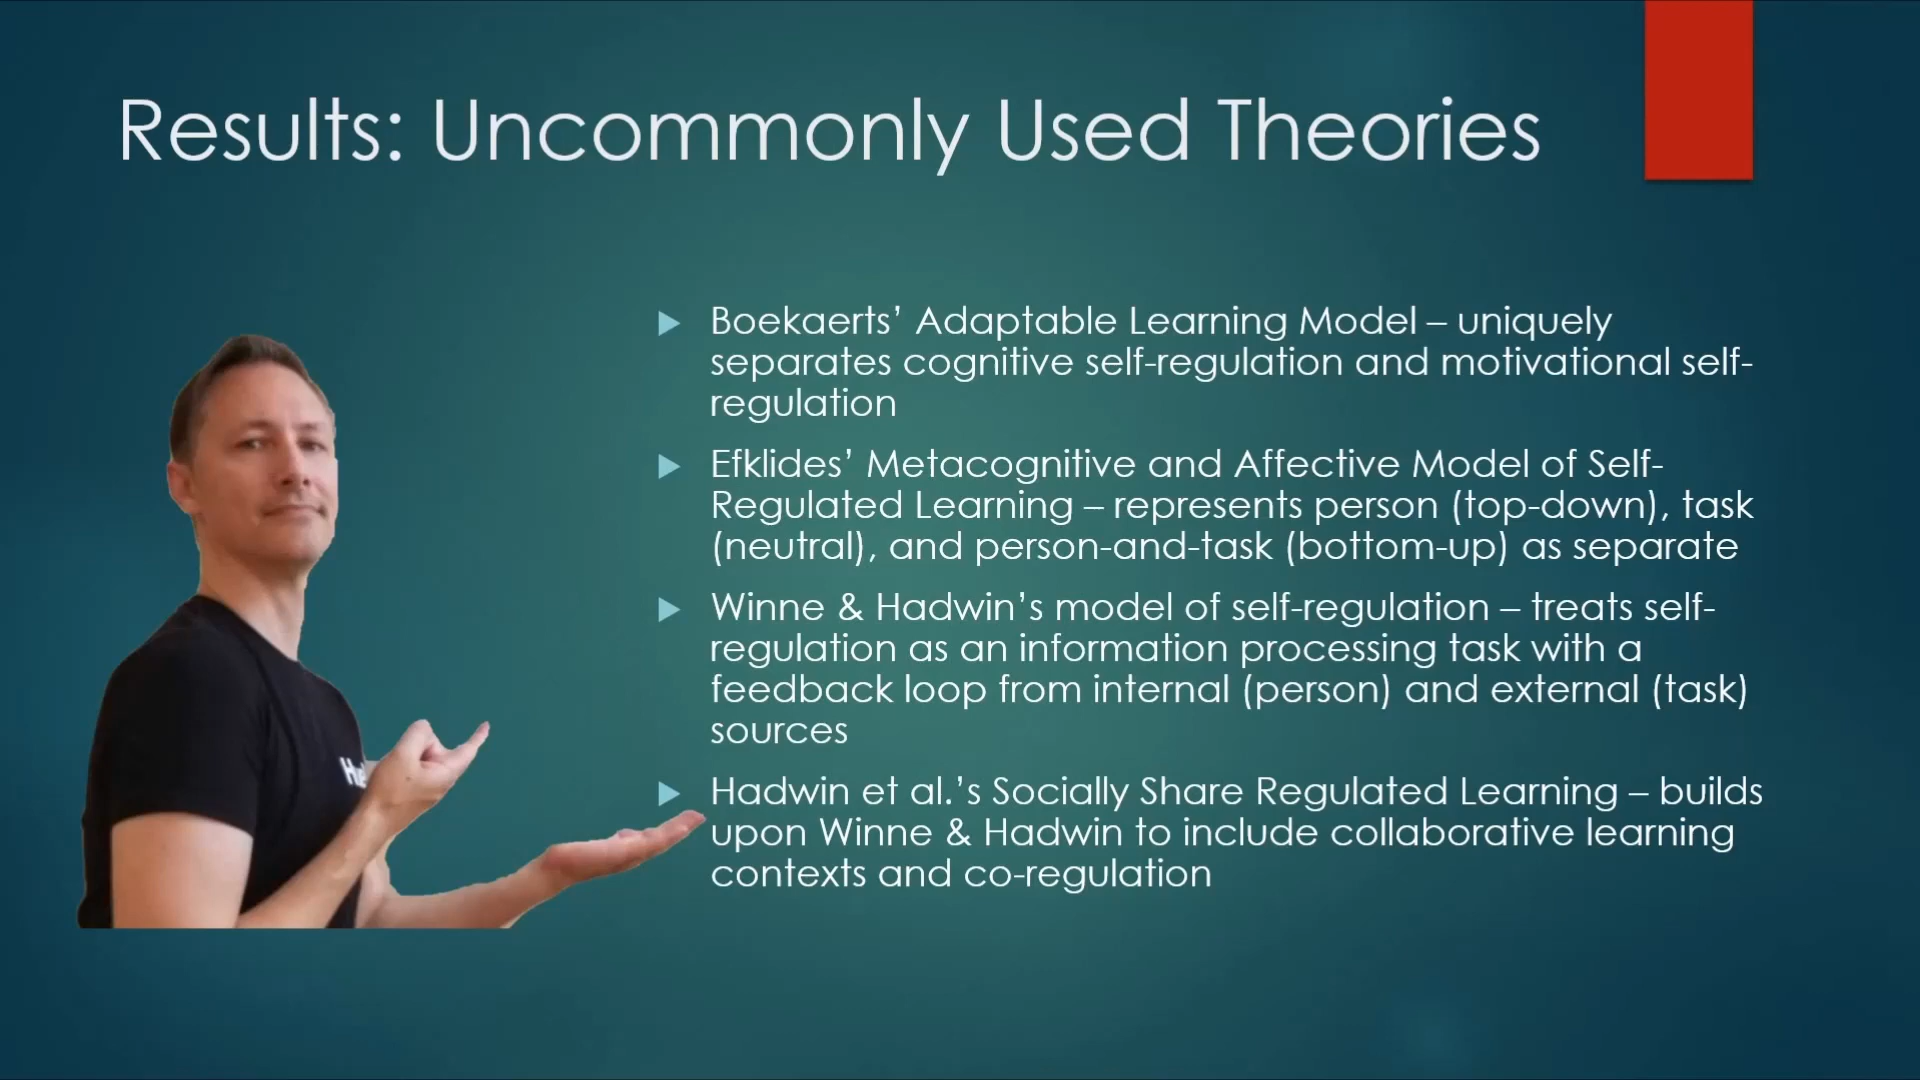 Results: Uncommonly Used Theories
Boekaerts’ Adaptable Learning Model – uniquely
separates cognitive self-regulation and motivational self-
regulation
Efklides’ Metacognitive and Affective Model of Self-
Regulated Learning – represents person (top-down), task
(neutral), and person-and-task (bottom-up) as separate
Winne & Hadwin’s model of self-regulation – treats self-
regulation as an information processing task with a
feedback loop from internal (person) and external (task)
sources
Hadwin et al.’s Socially Share Regulated Learning – builds
upon Winne & Hadwin to include collaborative learning
contexts and co-regulation